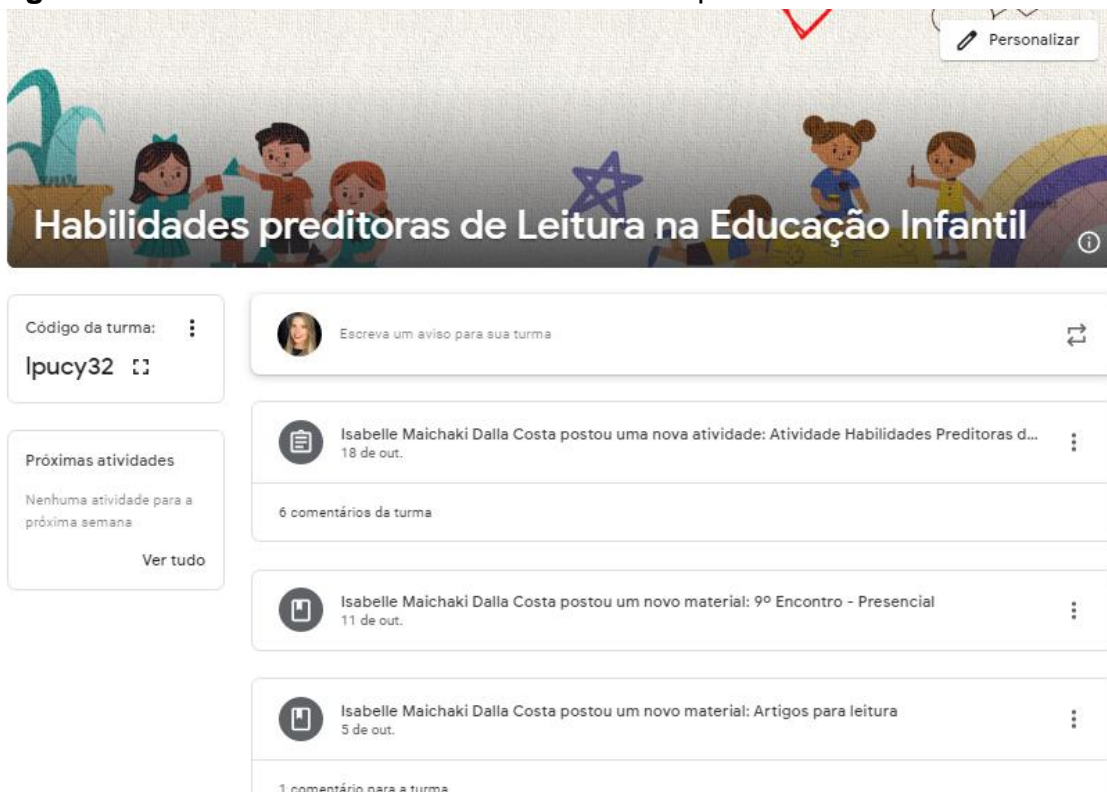 Personalizar
Habilidades preditoras de Leitura na Educação Infantil
Código da turma:
lpucy32
Próximas atividades
Nenhuma atividade para a
próxima semana
Ver tudo
Escreva um aviso para sua turma
Isabelle Maichaki Dalla Costa postou uma nova atividade: Atividade Habilidades Preditoras d...
18 de out.
6 comentários da turma
Isabelle Maichaki Dalla Costa postou um novo material: 9º Encontro - Presencial
11 de out.
Isabelle Maichaki Dalla Costa postou um novo material: Artigos para leitura
5 de out.
1 comentário para a turma